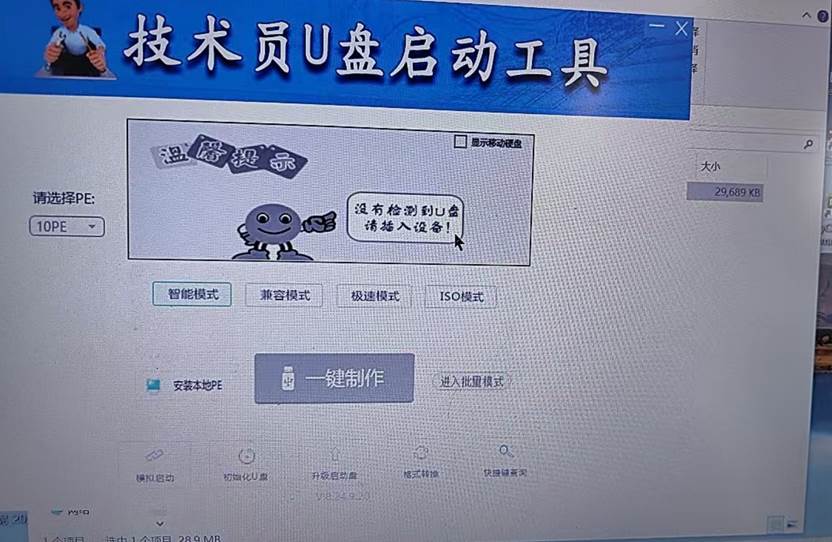 技术员U盘启动工具
温馨提示
显示移动硬盘
大小
29,689 KB
请选择PE:
10PE
没有检测到U盘
请插入设备!
智能模式
兼容模式
极速模式
ISO模式
安装本地PE
一键制作
进入批量模式
模拟启动
初始化U盘
升级启动盘
格式转换
快捷键查询
网络
1个项目
选中 1 个项目 28.9 MB